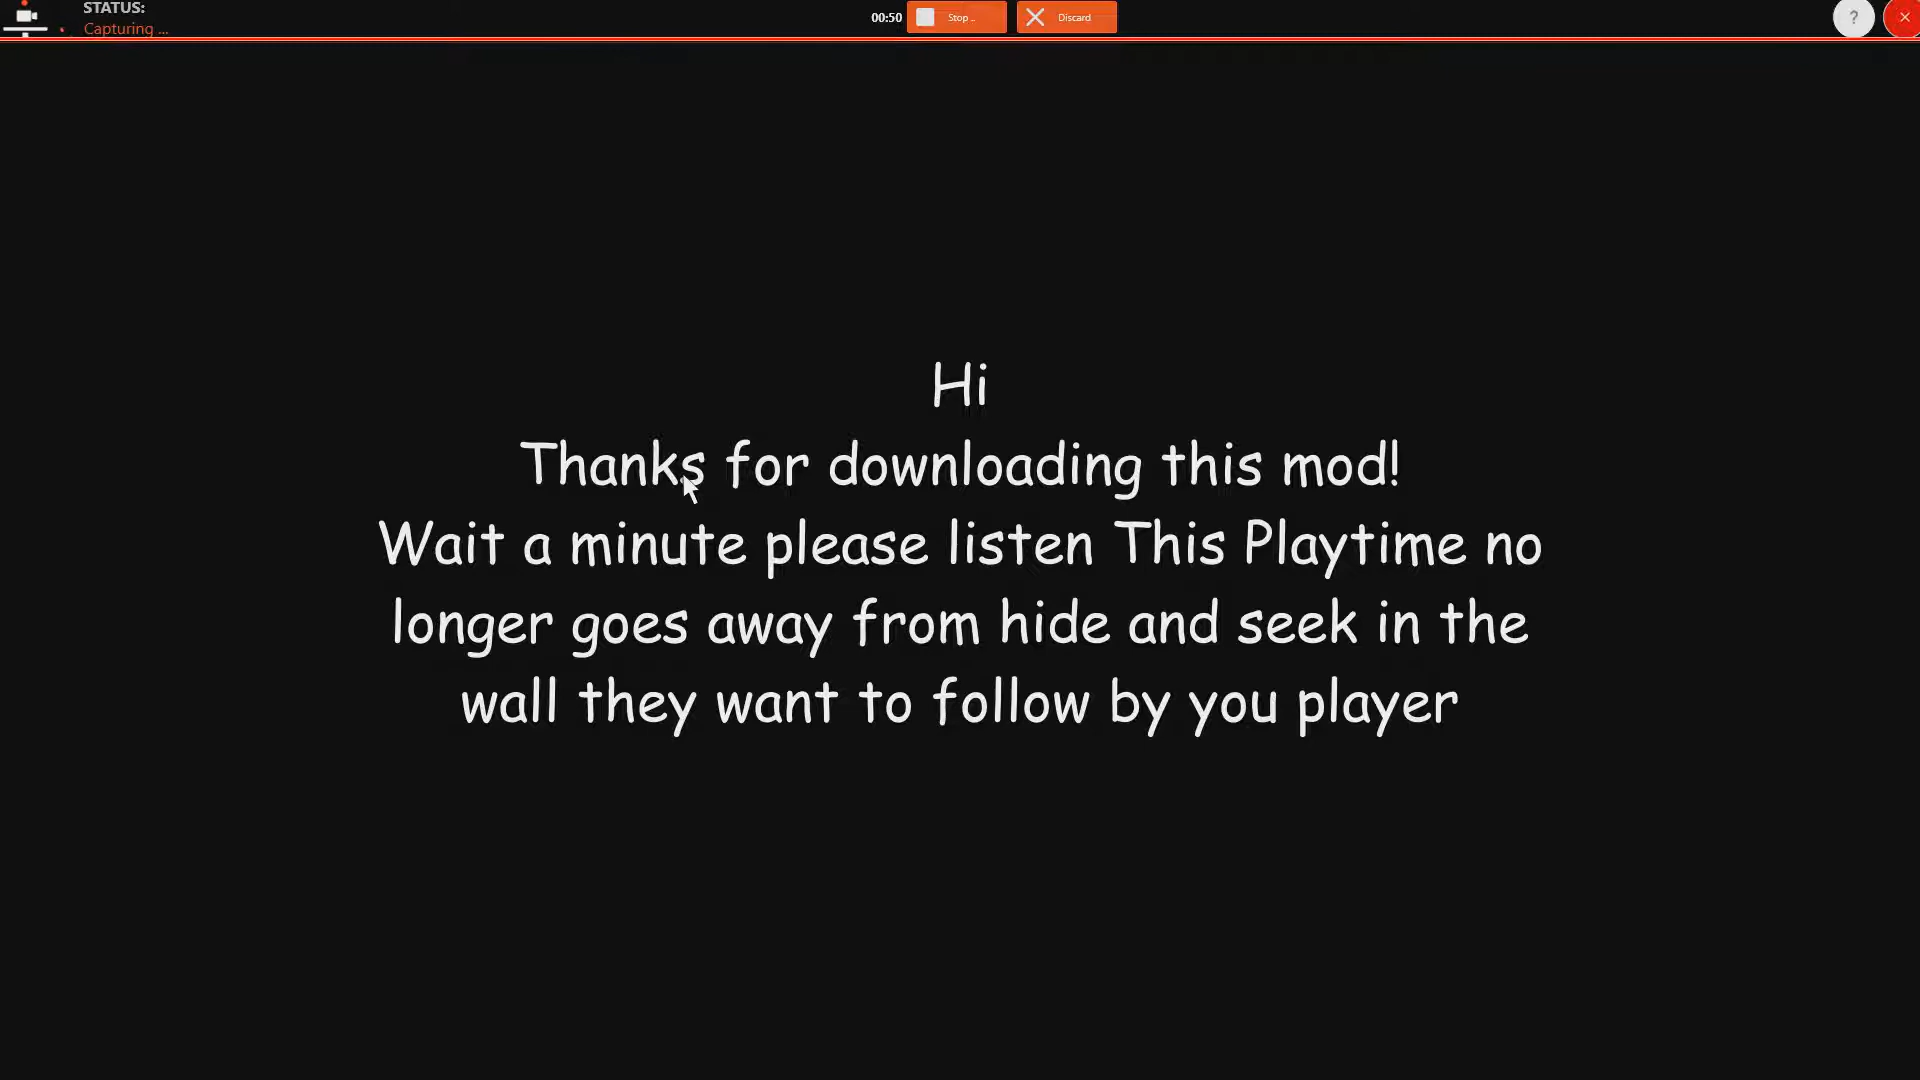 STATUS:
Capturing ...
00:50
Stop ..
Discard
?
Hi
Thanks for downloading this mod!
Wait a minute please listen This Playtime no
longer goes away from hide and seek in the
wall they want to follow by you player